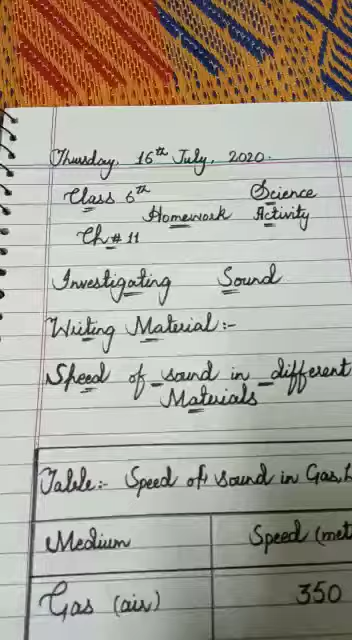 Thursday, 16th July, 2020.
Class 6th Science
Homework Activity
Ch # 11
Investigating Sound
Writing Material:-
Speed of sound in different
Materials
Table:- Speed of sound in Gas,
Medium Speed (met
Gas (air) 350